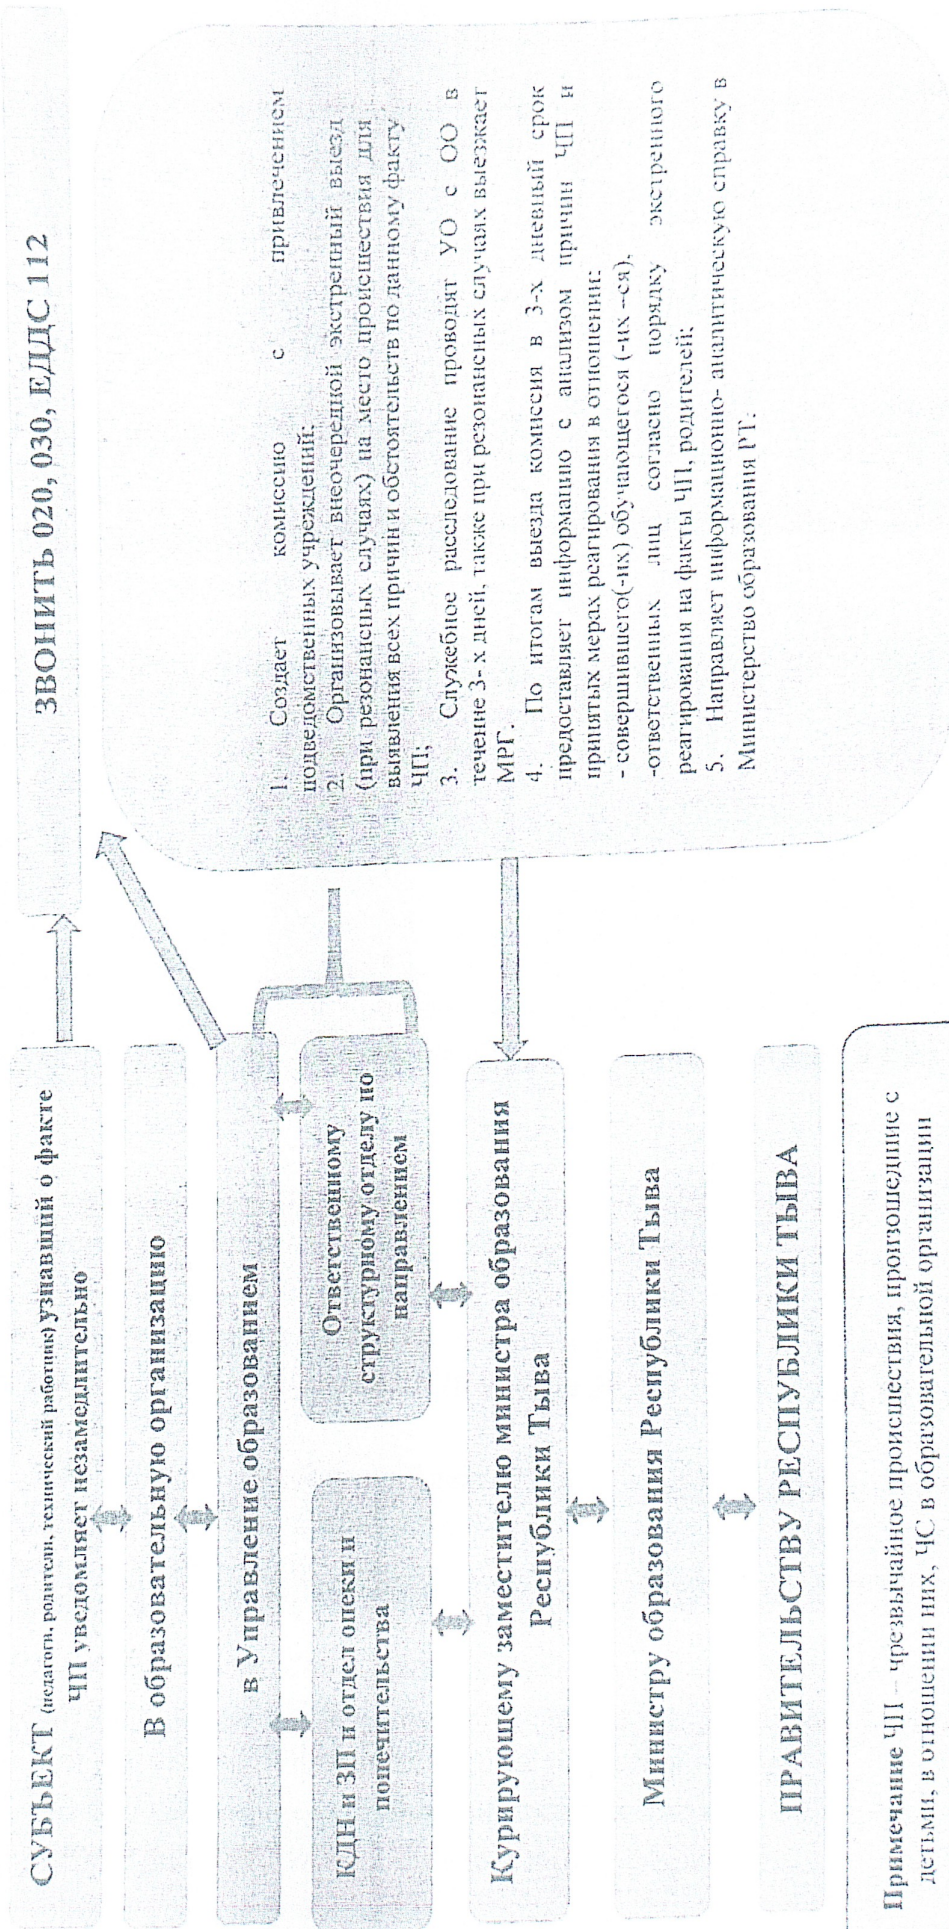 СУБЪЕКТ (педагоги, родители, технический работник) узнавший о факте
ЧП уведомляет незамедлительно
В образовательную организацию
в Управление образованием
КДН и ЗП и отдел опеки и
попечительства
Ответственному
структурному отделу по
направлением
Курирующему заместителю министра образования
Республики Тыва
Министру образования Республики Тыва
ПРАВИТЕЛЬСТВУ РЕСПУБЛИКИ ТЫВА
Примечание ЧП – чрезвычайное происшествия, произошедшие с
детьми, в отношении них, ЧС в образовательной организации
ЗВОНИТЬ 020, 030, ЕДДС 112
1. Создает комиссию с привлечением
подведомственных учреждений;
2. Организовывает внеочередной экстренный выезд
(при резонансных случаях) на место происшествия для
выявления всех причин и обстоятельств по данному факту
ЧП;
3. Служебное расследование проводят УО с ОО в
течение 3- х дней, также при резонансных случаях выезжает
МРГ.
4. По итогам выезда комиссия в 3-х дневный срок
предоставляет информацию с анализом причин ЧП и
принятых мерах реагирования в отношении:
- совершившего(-их) обучающегося (-их –ся),
-ответственных лиц согласно порядку экстренного
реагирования на факты ЧП, родителей;
5. Направляет информационно- аналитическую справку в
Министерство образования РТ.